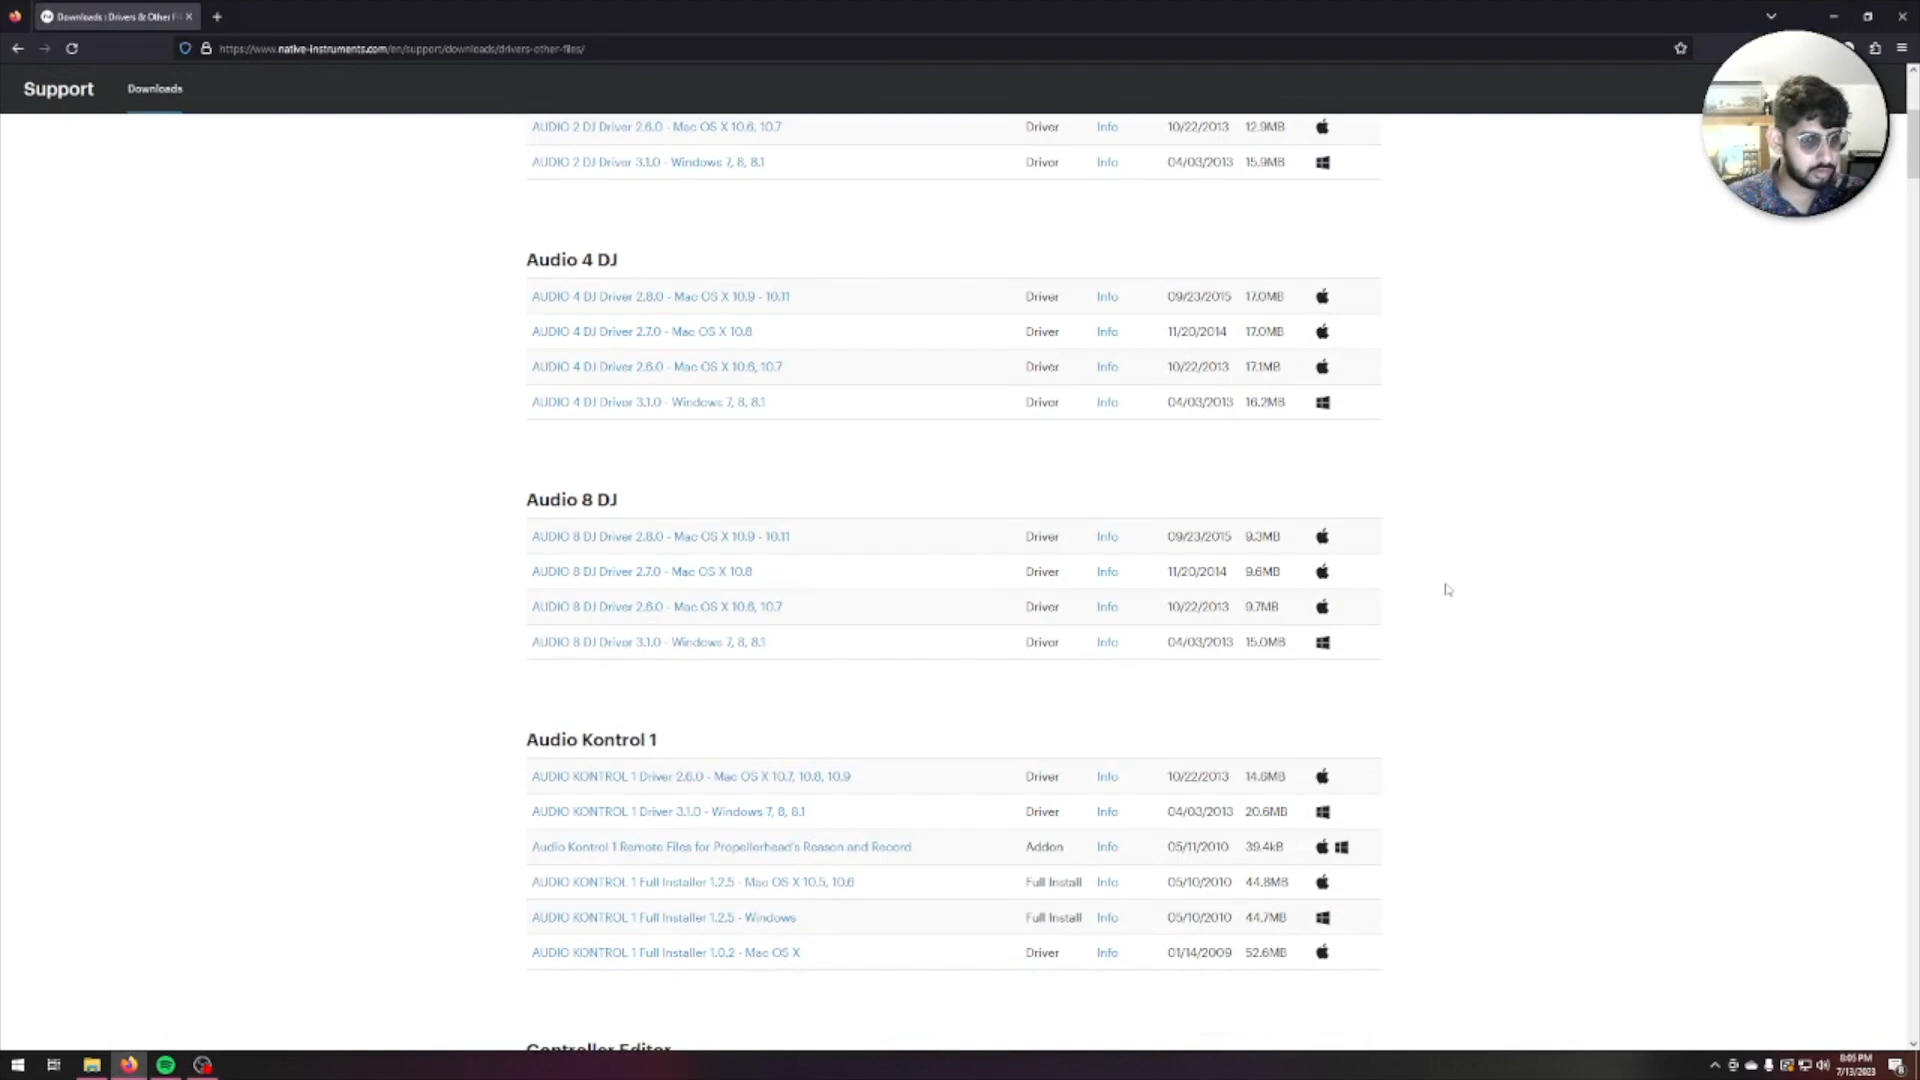 Downloads : Drivers & Other Fi
https://www.native-instruments.com/en/support/downloads/drivers-other-files/
Support Downloads
AUDIO 2 DJ Driver 2.6.0 - Mac OS X 10.6, 10.7 Driver Info 10/22/2013 12.9MB
AUDIO 2 DJ Driver 3.1.0 - Windows 7, 8, 8.1 Driver Info 04/03/2013 15.9MB
Audio 4 DJ
AUDIO 4 DJ Driver 2.8.0 - Mac OS X 10.9 - 10.11 Driver Info 09/23/2015 17.0MB
AUDIO 4 DJ Driver 2.7.0 - Mac OS X 10.8 Driver Info 11/20/2014 17.0MB
AUDIO 4 DJ Driver 2.6.0 - Mac OS X 10.6, 10.7 Driver Info 10/22/2013 17.1MB
AUDIO 4 DJ Driver 3.1.0 - Windows 7, 8, 8.1 Driver Info 04/03/2013 16.2MB
Audio 8 DJ
AUDIO 8 DJ Driver 2.8.0 - Mac OS X 10.9 - 10.11 Driver Info 09/23/2015 9.3MB
AUDIO 8 DJ Driver 2.7.0 - Mac OS X 10.8 Driver Info 11/20/2014 9.6MB
AUDIO 8 DJ Driver 2.6.0 - Mac OS X 10.6, 10.7 Driver Info 10/22/2013 9.7MB
AUDIO 8 DJ Driver 3.1.0 - Windows 7, 8, 8.1 Driver Info 04/03/2013 15.0MB
Audio Kontrol 1
AUDIO KONTROL 1 Driver 2.6.0 - Mac OS X 10.7, 10.8, 10.9 Driver Info 10/22/2013 14.6MB
AUDIO KONTROL 1 Driver 3.1.0 - Windows 7, 8, 8.1 Driver Info 04/03/2013 20.6MB
Audio Kontrol 1 Remote Files for Propellerhead's Reason and Record Addon Info 05/11/2010 39.4kB
AUDIO KONTROL 1 Full Installer 1.2.5 - Mac OS X 10.5, 10.6 Full Install Info 05/10/2010 44.8MB
AUDIO KONTROL 1 Full Installer 1.2.5 - Windows Full Install Info 05/10/2010 44.7MB
AUDIO KONTROL 1 Full Installer 1.0.2 - Mac OS X Driver Info 01/14/2009 52.6MB
Controller Editor
8:05 PM
7/13/2023